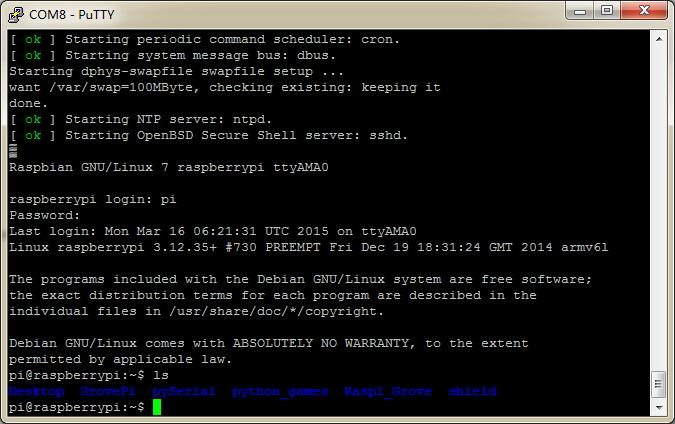 COM8 - PuTTY
[ ok ] Starting periodic command scheduler: cron.
[ ok ] Starting system message bus: dbus.
Starting dphys-swapfile swapfile setup ...
want /var/swap=100MByte, checking existing: keeping it
done.
[ ok ] Starting NTP server: ntpd.
[ ok ] Starting OpenBSD Secure Shell server: sshd.
Raspbian GNU/Linux 7 raspberrypi ttyAMA0
raspberrypi login: pi
Password:
Last login: Mon Mar 16 06:21:31 UTC 2015 on ttyAMA0
Linux raspberrypi 3.12.35+ #730 PREEMPT Fri Dec 19 18:31:24 GMT 2014 armv6l
The programs included with the Debian GNU/Linux system are free software;
the exact distribution terms for each program are described in the
individual files in /usr/share/doc/*/copyright.
Debian GNU/Linux comes with ABSOLUTELY NO WARRANTY, to the extent
permitted by applicable law.
pi@raspberrypi:~$ ls
Desktop GrovePi pySerial python_games Raspi_Grove shield
pi@raspberrypi:~$